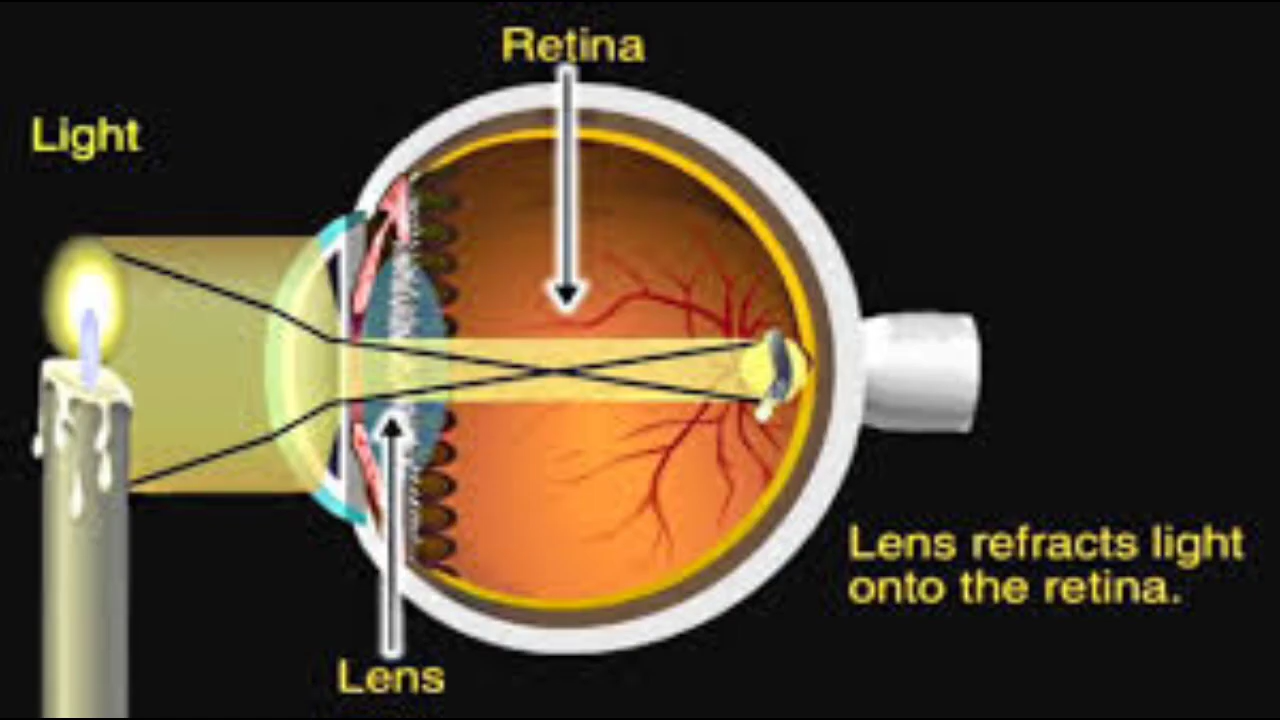 Retina
Light
Lens refracts light
onto the retina.
Lens